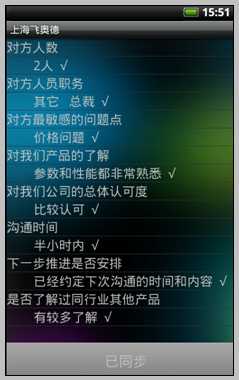 15:51
上海飞奥德
对方人数
2人 √
对方人员职务
其它 总裁 √
对方最敏感的问题点
价格问题 √
对我们产品的了解
参数和性能都非常熟悉 √
对我们公司的总体认可度
比较认可 √
沟通时间
半小时内 √
下一步推进是否安排
已经约定下次沟通的时间和内容 √
是否了解过同行业其他产品
有较多了解 √
已同步